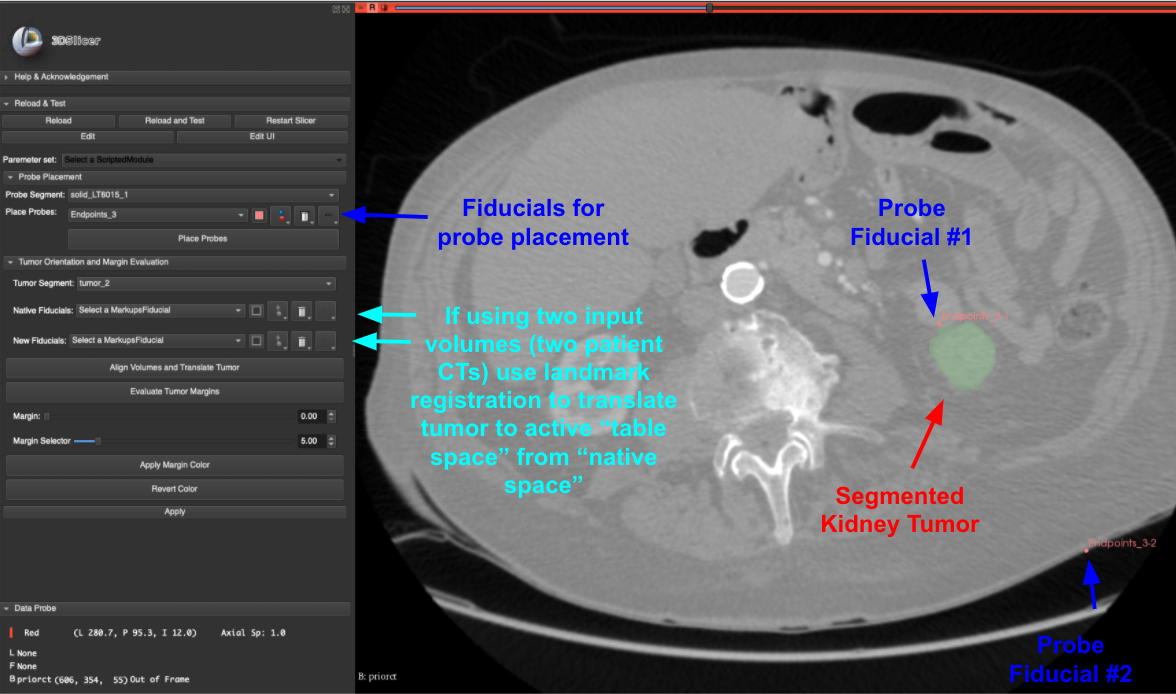 R
3DSlicer
Help & Acknowledgement
Reload & Test
Reload Reload and Test Restart Slicer
Edit Edit UI
Paremeter set: Select a ScriptedModule
Probe Placement
Probe Segment: solid_LT6015_1
Place Probes: Endpoints_3
Place Probes
Tumor Orientation and Margin Evaluation
Tumor Segment: tumor_2
Native Fiducials: Select a MarkupsFiducial
New Fiducials: Select a MarkupsFiducial
Align Volumes and Translate Tumor
Evaluate Tumor Margins
Margin: 0.00
Margin Selector 5.00
Apply Margin Color
Revert Color
Apply
Data Probe
Red (L 280.7, P 95.3, I 12.0) Axial Sp: 1.0
L None
F None
B priorct (606, 354, 55) Out of Frame
Fiducials for
probe placement
If using two input
volumes (two patient
CTs) use landmark
registration to translate
tumor to active “table
space” from “native
space”
Probe
Fiducial #1
Endpoints_3-1
Segmented
Kidney Tumor
Endpoints_3-2
Probe
Fiducial #2
B: priorct